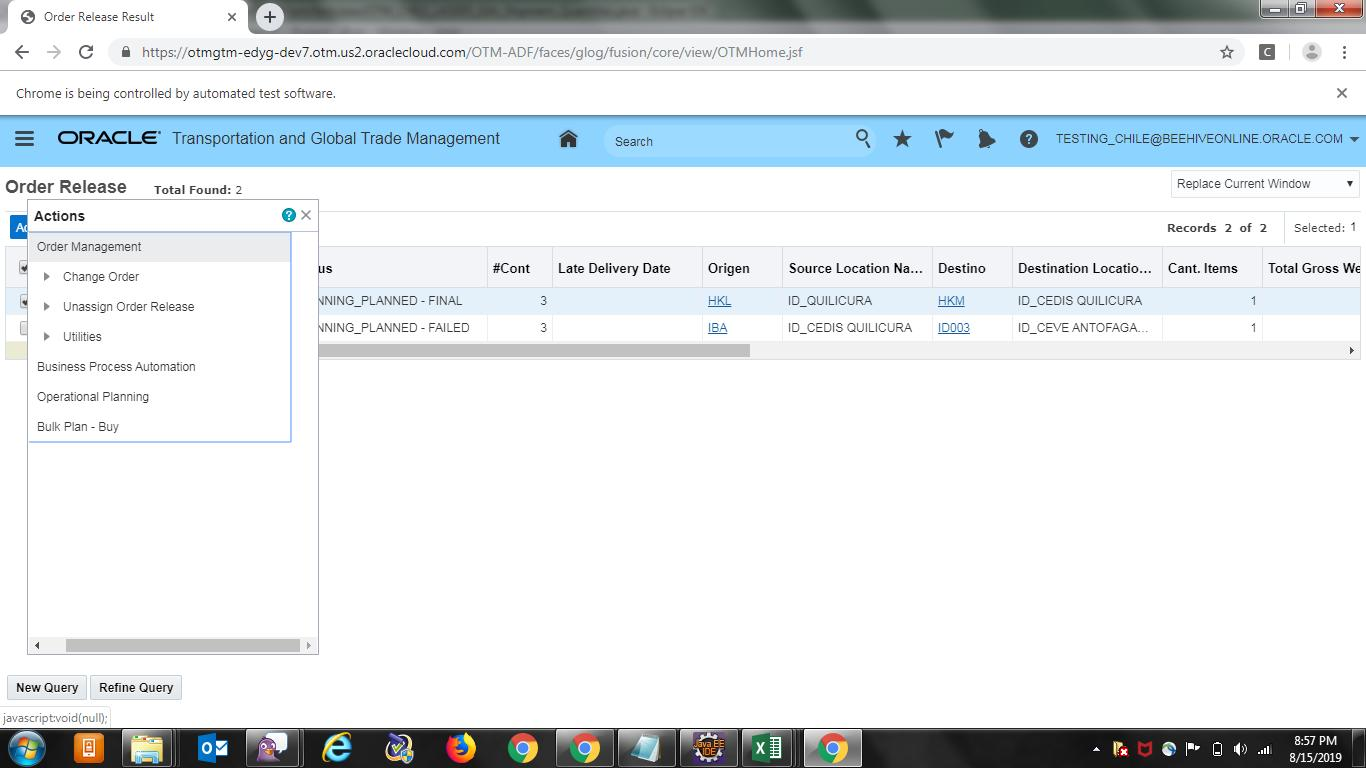 Order Release Result
https://otmgtm-edyg-dev7.otm.us2.oraclecloud.com/OTM-ADF/faces/glog/fusion/core/view/OTMHome.jsf
C
Chrome is being controlled by automated test software.
ORACLE Transportation and Global Trade Management
Search
TESTING_CHILE@BEEHIVEONLINE.ORACLE.COM
Order Release
Total Found: 2
Replace Current Window
Records 2 of 2
Selected: 1
Actions
Order Management
Change Order
Unassign Order Release
Utilities
Business Process Automation
Operational Planning
Bulk Plan - Buy
us #Cont Late Delivery Date Origen Source Location Na... Destino Destination Locatio... Cant. Items Total Gross We
NNING_PLANNED - FINAL 3 HKL ID_QUILICURA HKM ID_CEDIS QUILICURA 1
NNING_PLANNED - FAILED 3 IBA ID_CEDIS QUILICURA ID003 ID_CEVE ANTOFAGA... 1
New Query Refine Query
javascript:void(null);
Java EE
IDE
8:57 PM
8/15/2019